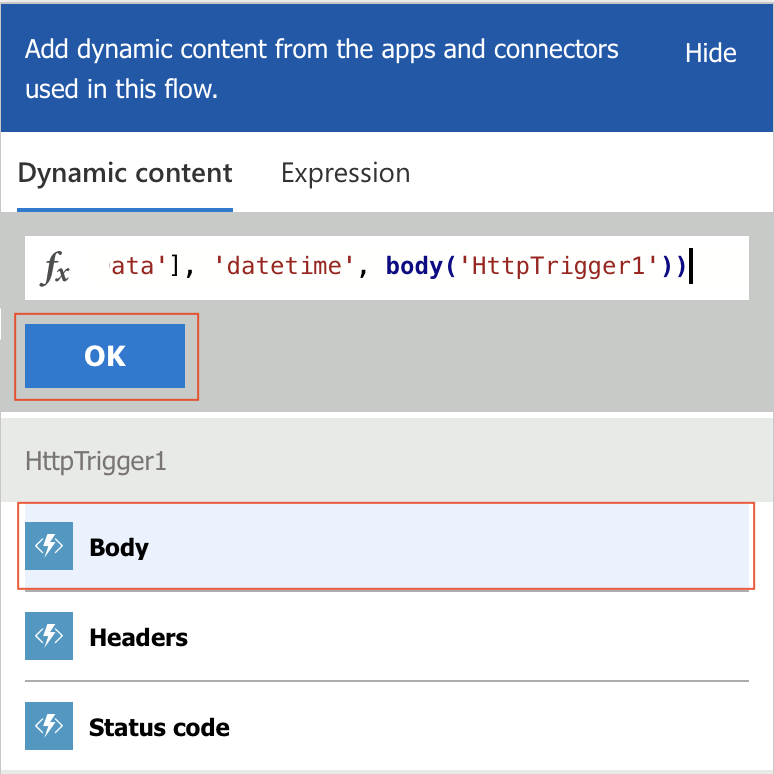 Add dynamic content from the apps and connectors
Hide
used in this flow.
Dynamic content
Expression
fx
ata'], 'datetime', body('HttpTrigger1'))
OK
HttpTrigger1
Body
Headers
Status code